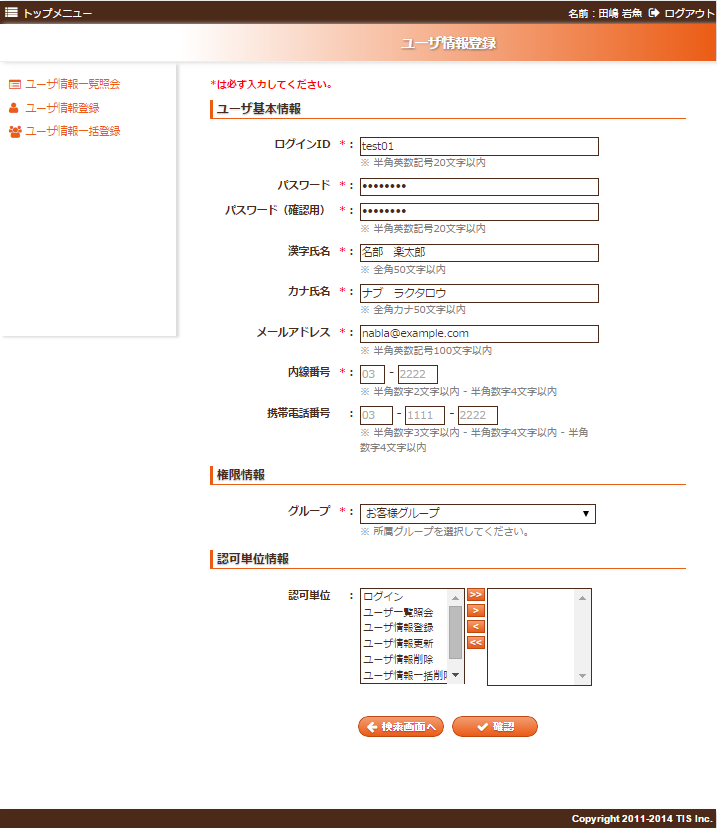 トップメニュー
名前：田嶋 岩魚 ログアウト
ユーザ情報登録
ユーザ情報一覧照会
ユーザ情報登録
ユーザ情報一括登録
*は必ず入力してください。
ユーザ基本情報
ログインID *： test01
※ 半角英数記号20文字以内
パスワード *： ••••••••
パスワード（確認用） *： ••••••••
※ 半角英数記号20文字以内
漢字氏名 *： 名部　楽太郎
※ 全角50文字以内
カナ氏名 *： ナブ　ラクタロウ
※ 全角カナ50文字以内
メールアドレス *： nabla@example.com
※ 半角英数記号100文字以内
内線番号 *： 03 - 2222
※ 半角数字2文字以内 - 半角数字4文字以内
携帯電話番号 ： 03 - 1111 - 2222
※ 半角数字3文字以内 - 半角数字4文字以内 - 半角
数字4文字以内
権限情報
グループ *： お客様グループ
※ 所属グループを選択してください。
認可単位情報
認可単位 ： ログイン >>
ユーザ一覧照会 >
ユーザ情報登録 <
ユーザ情報更新 <<
ユーザ情報削除
ユーザ情報一括削除
検索画面へ 確認
Copyright 2011-2014 TIS Inc.